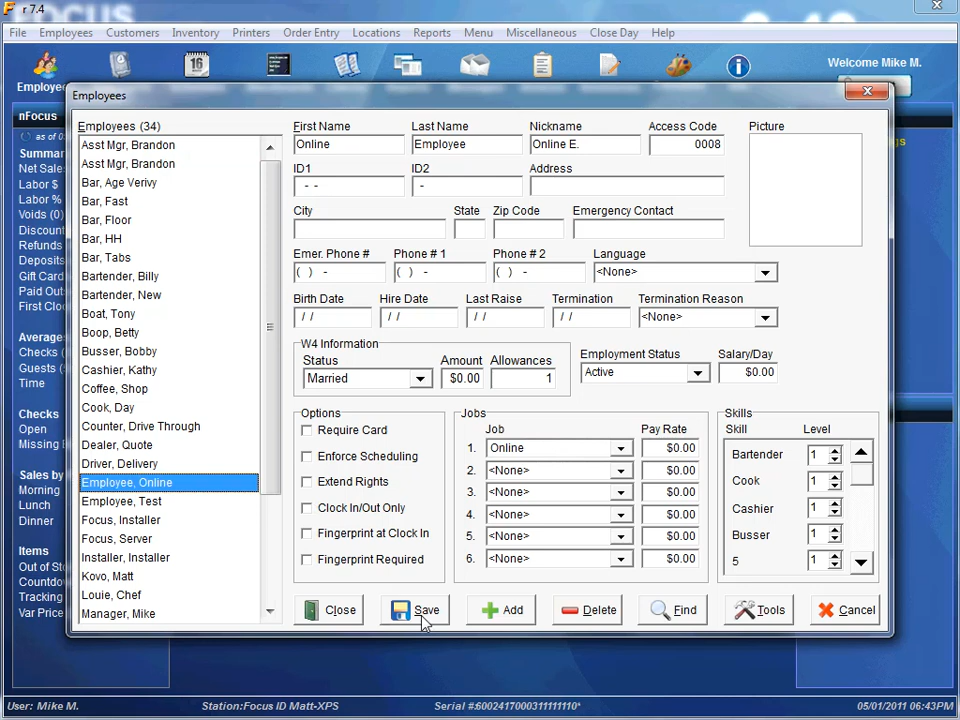 r 7.4
File Employees Customers Inventory Printers Order Entry Locations Reports Menu Miscellaneous Close Day Help
16
Welcome Mike M.
Employees
nFocus
as of 0
Summar
Net Sale
Labor $
Labor %
Voids (0)
Discount
Refunds
Deposits
Gift Card
Paid Out
First Clo
Average
Checks (
Guests (
Time
Checks
Open
Missing
Sales by
Morning
Lunch
Dinner
Items
Out of St
Countdo
Tracking
Var Price
Employees (34)
Asst Mgr, Brandon
Asst Mgr, Brandon
Bar, Age Verivy
Bar, Fast
Bar, Floor
Bar, HH
Bar, Tabs
Bartender, Billy
Bartender, New
Boat, Tony
Boop, Betty
Busser, Bobby
Cashier, Kathy
Coffee, Shop
Cook, Day
Counter, Drive Through
Dealer, Quote
Driver, Delivery
Employee, Online
Employee, Test
Focus, Installer
Focus, Server
Installer, Installer
Kovo, Matt
Louie, Chef
Manager, Mike
First Name Last Name Nickname Access Code Picture
Online Employee Online E. 0008
ID1 ID2 Address
- - -
City State Zip Code Emergency Contact
Emer. Phone # Phone # 1 Phone # 2 Language
( ) - ( ) - ( ) - <None>
Birth Date Hire Date Last Raise Termination Termination Reason
/ / / / / / / / <None>
W4 Information
Status Amount Allowances Employment Status Salary/Day
Married $0.00 1 Active $0.00
Options
Require Card
Enforce Scheduling
Extend Rights
Clock In/Out Only
Fingerprint at Clock In
Fingerprint Required
Jobs
Job Pay Rate
1. Online $0.00
2. <None> $0.00
3. <None> $0.00
4. <None> $0.00
5. <None> $0.00
6. <None> $0.00
Skills
Skill Level
Bartender 1
Cook 1
Cashier 1
Busser 1
5 1
Close Save Add Delete Find Tools Cancel
User: Mike M. Station:Focus ID Matt-XPS 05/01/2011 06:43PM